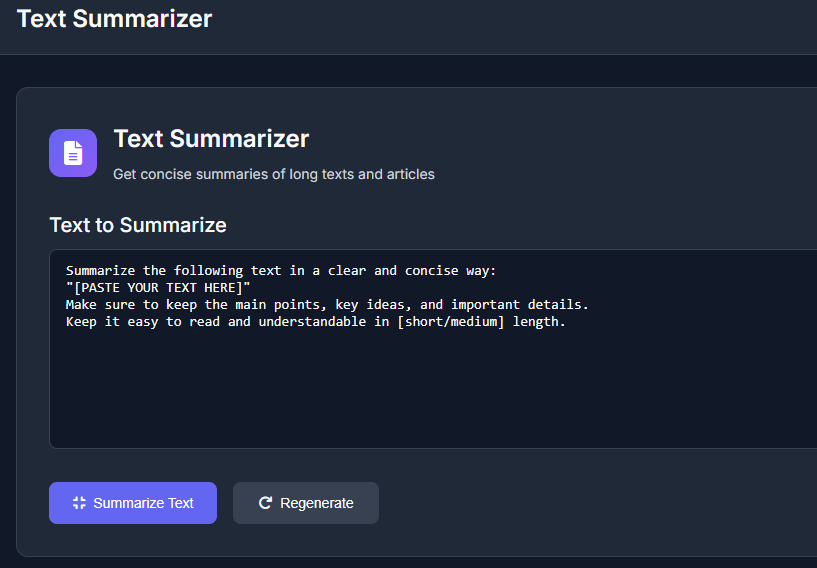 Text Summarizer
Text Summarizer
Get concise summaries of long texts and articles
Text to Summarize
Summarize the following text in a clear and concise way:
"[PASTE YOUR TEXT HERE]"
Make sure to keep the main points, key ideas, and important details.
Keep it easy to read and understandable in [short/medium] length.
Summarize Text
Regenerate